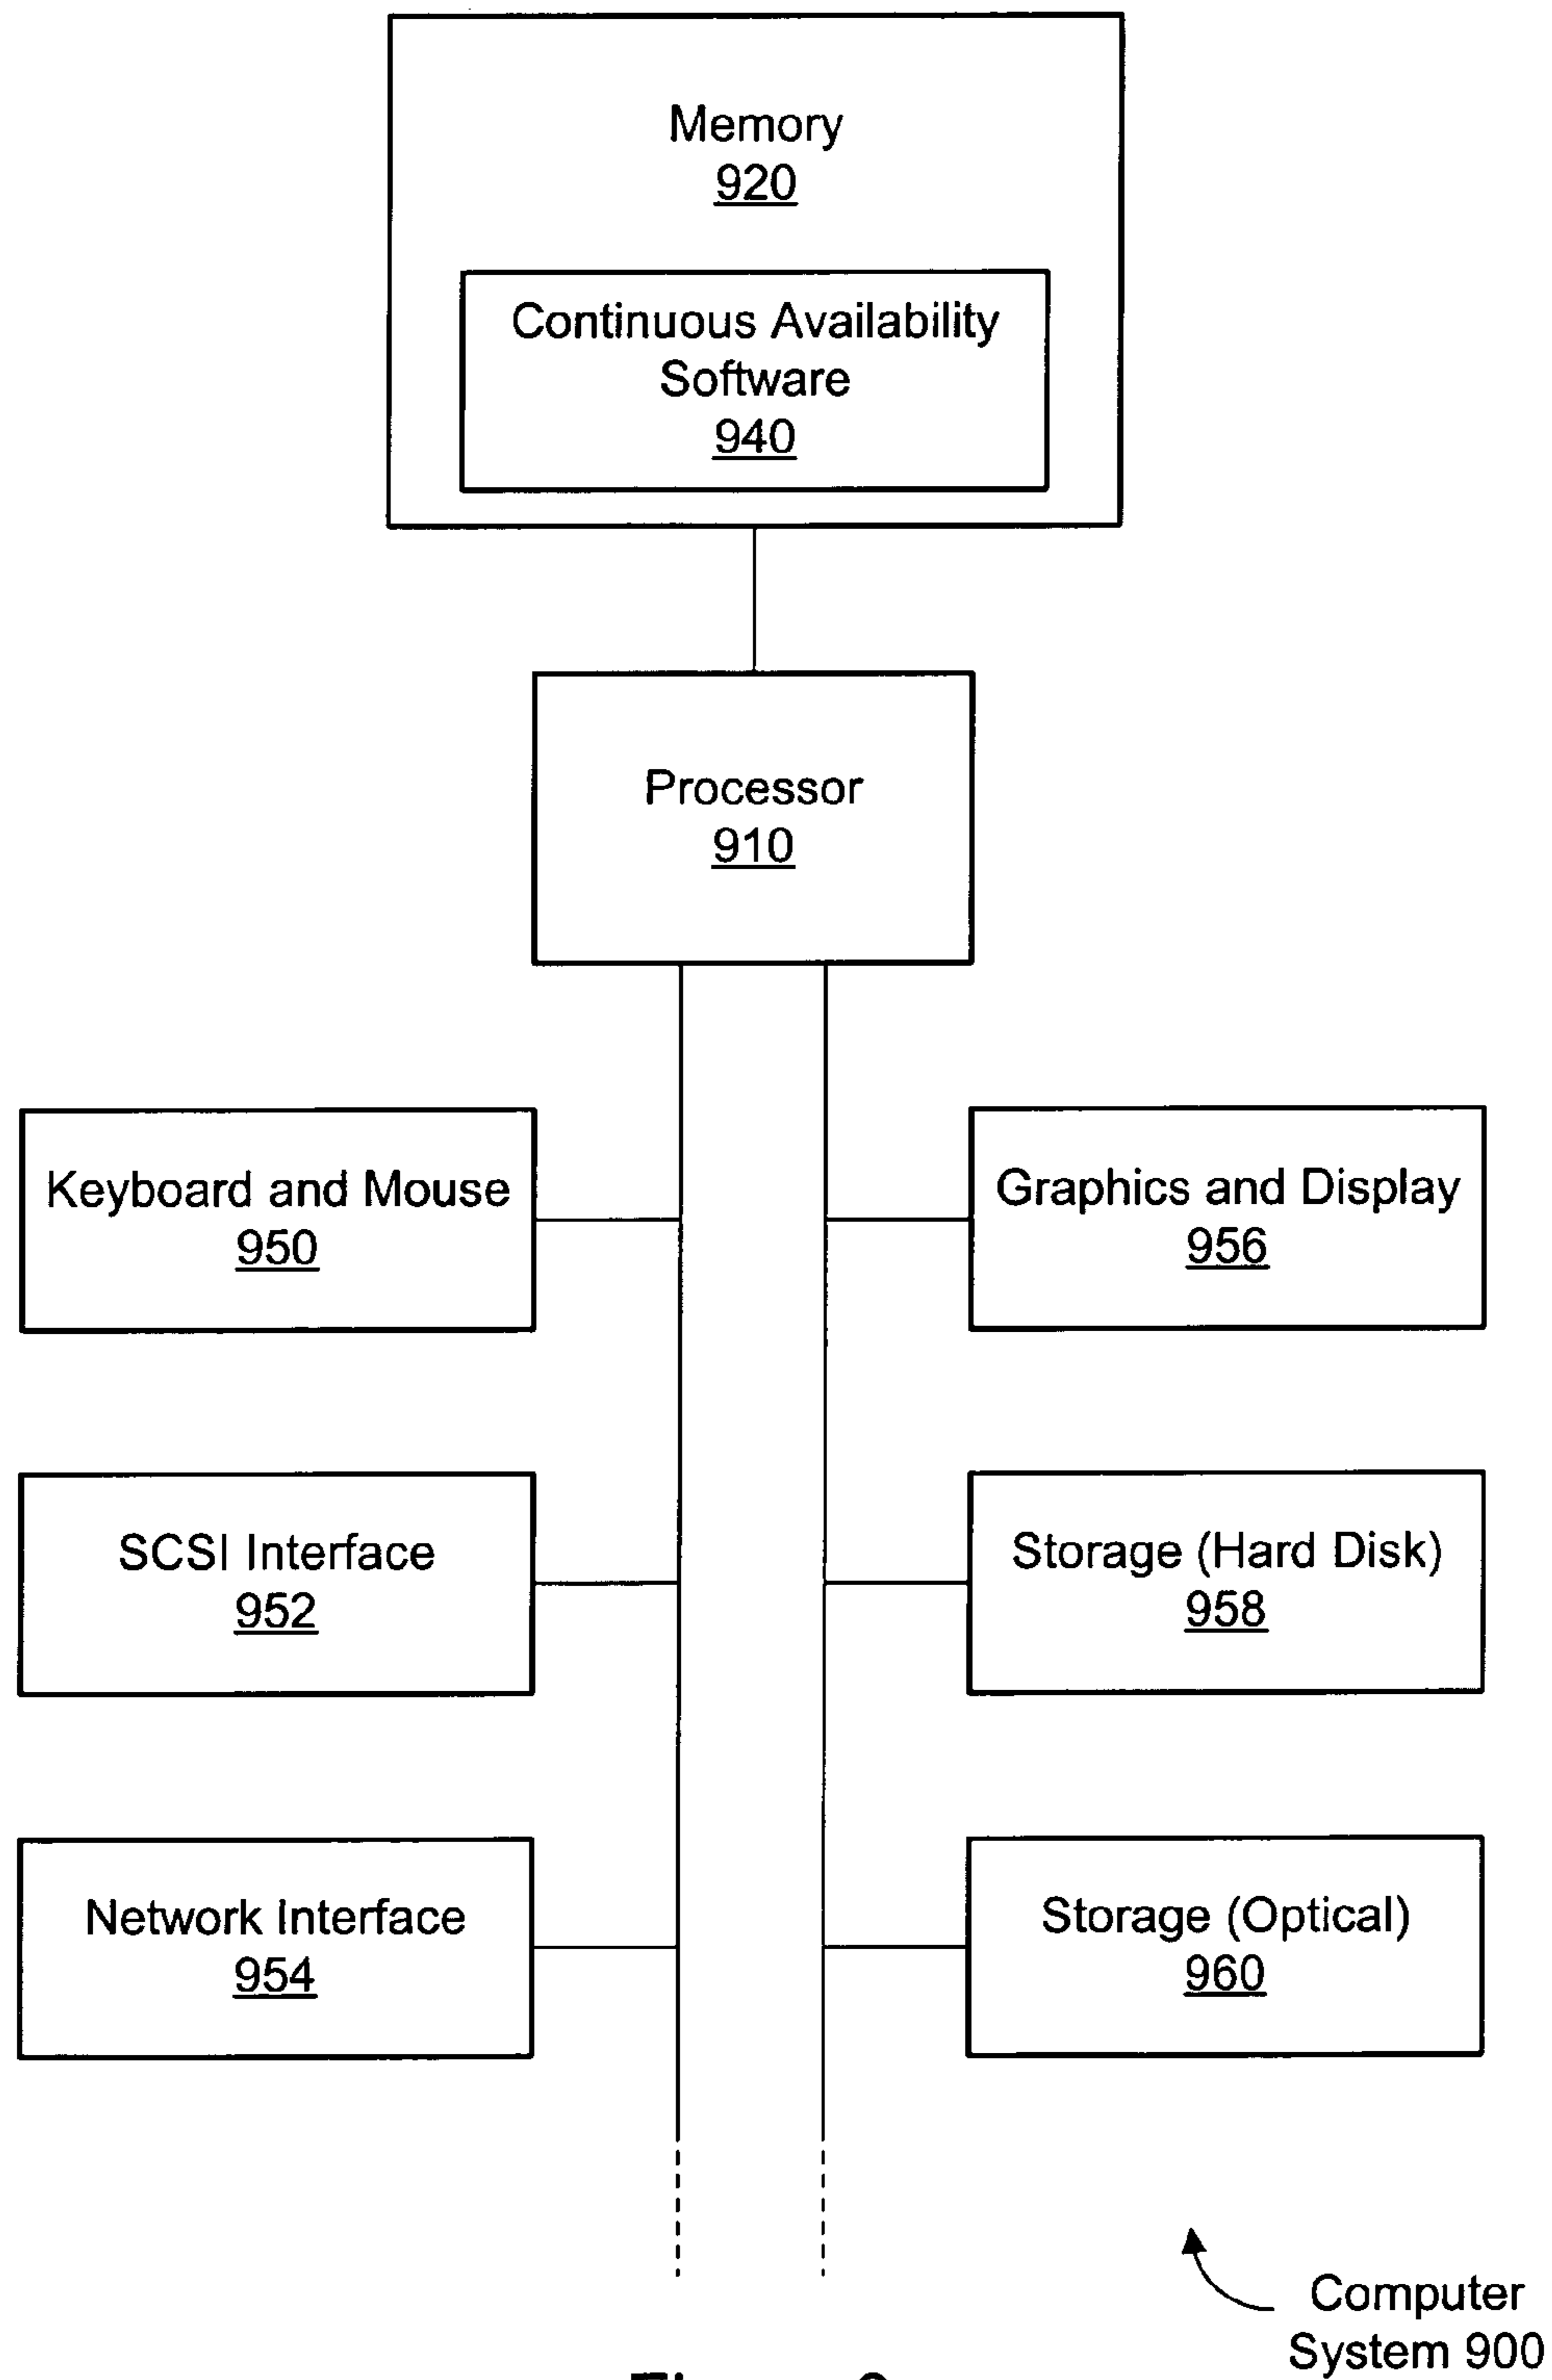 Memory
920
Continuous Availability
Software
940
Processor
910
Keyboard and Mouse
950
Graphics and Display
956
SCSI Interface
952
Storage (Hard Disk)
958
Network Interface
954
Storage (Optical)
960
Computer
System 900